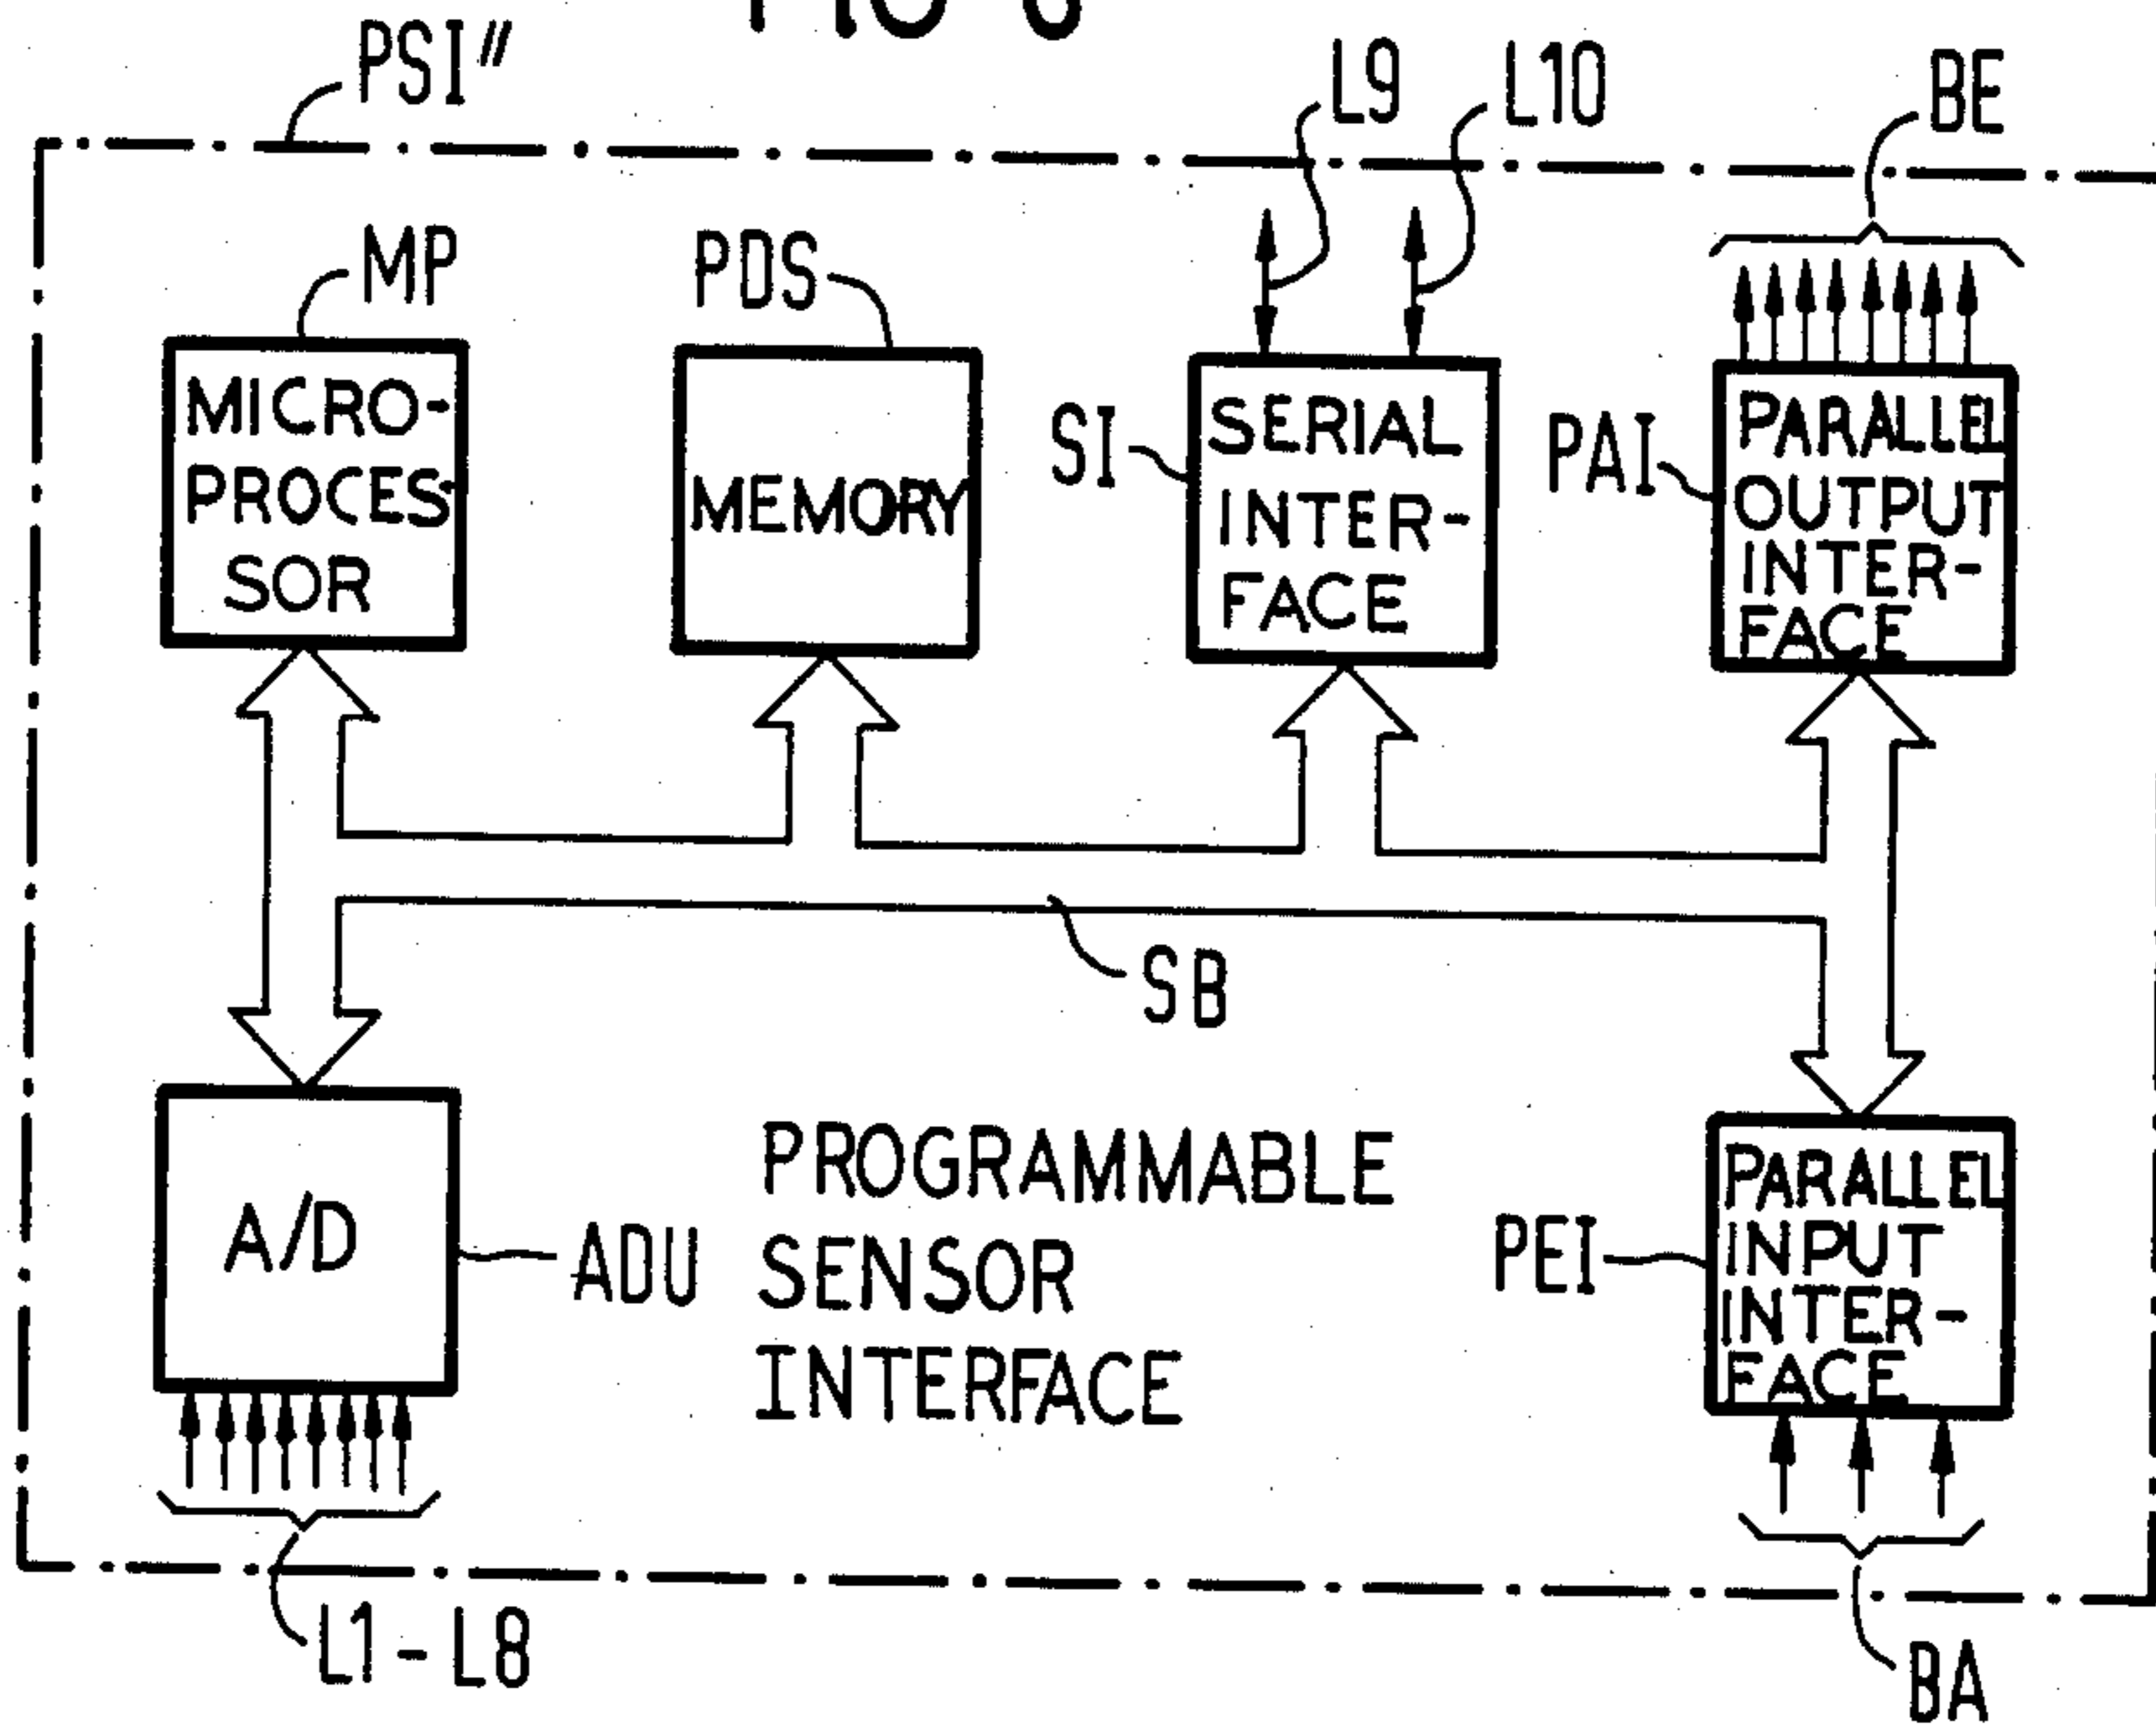 PSI"
L9
L10
BE
MP
PDS
MICRO-
PROCES-
SOR
MEMORY
SI
SERIAL
INTER-
FACE
PAI
PARALLEL
OUTPUT
INTER-
FACE
SB
A/D
ADU
PROGRAMMABLE
SENSOR
INTERFACE
PEI
PARALLEL
INPUT
INTER-
FACE
L1-L8
BA